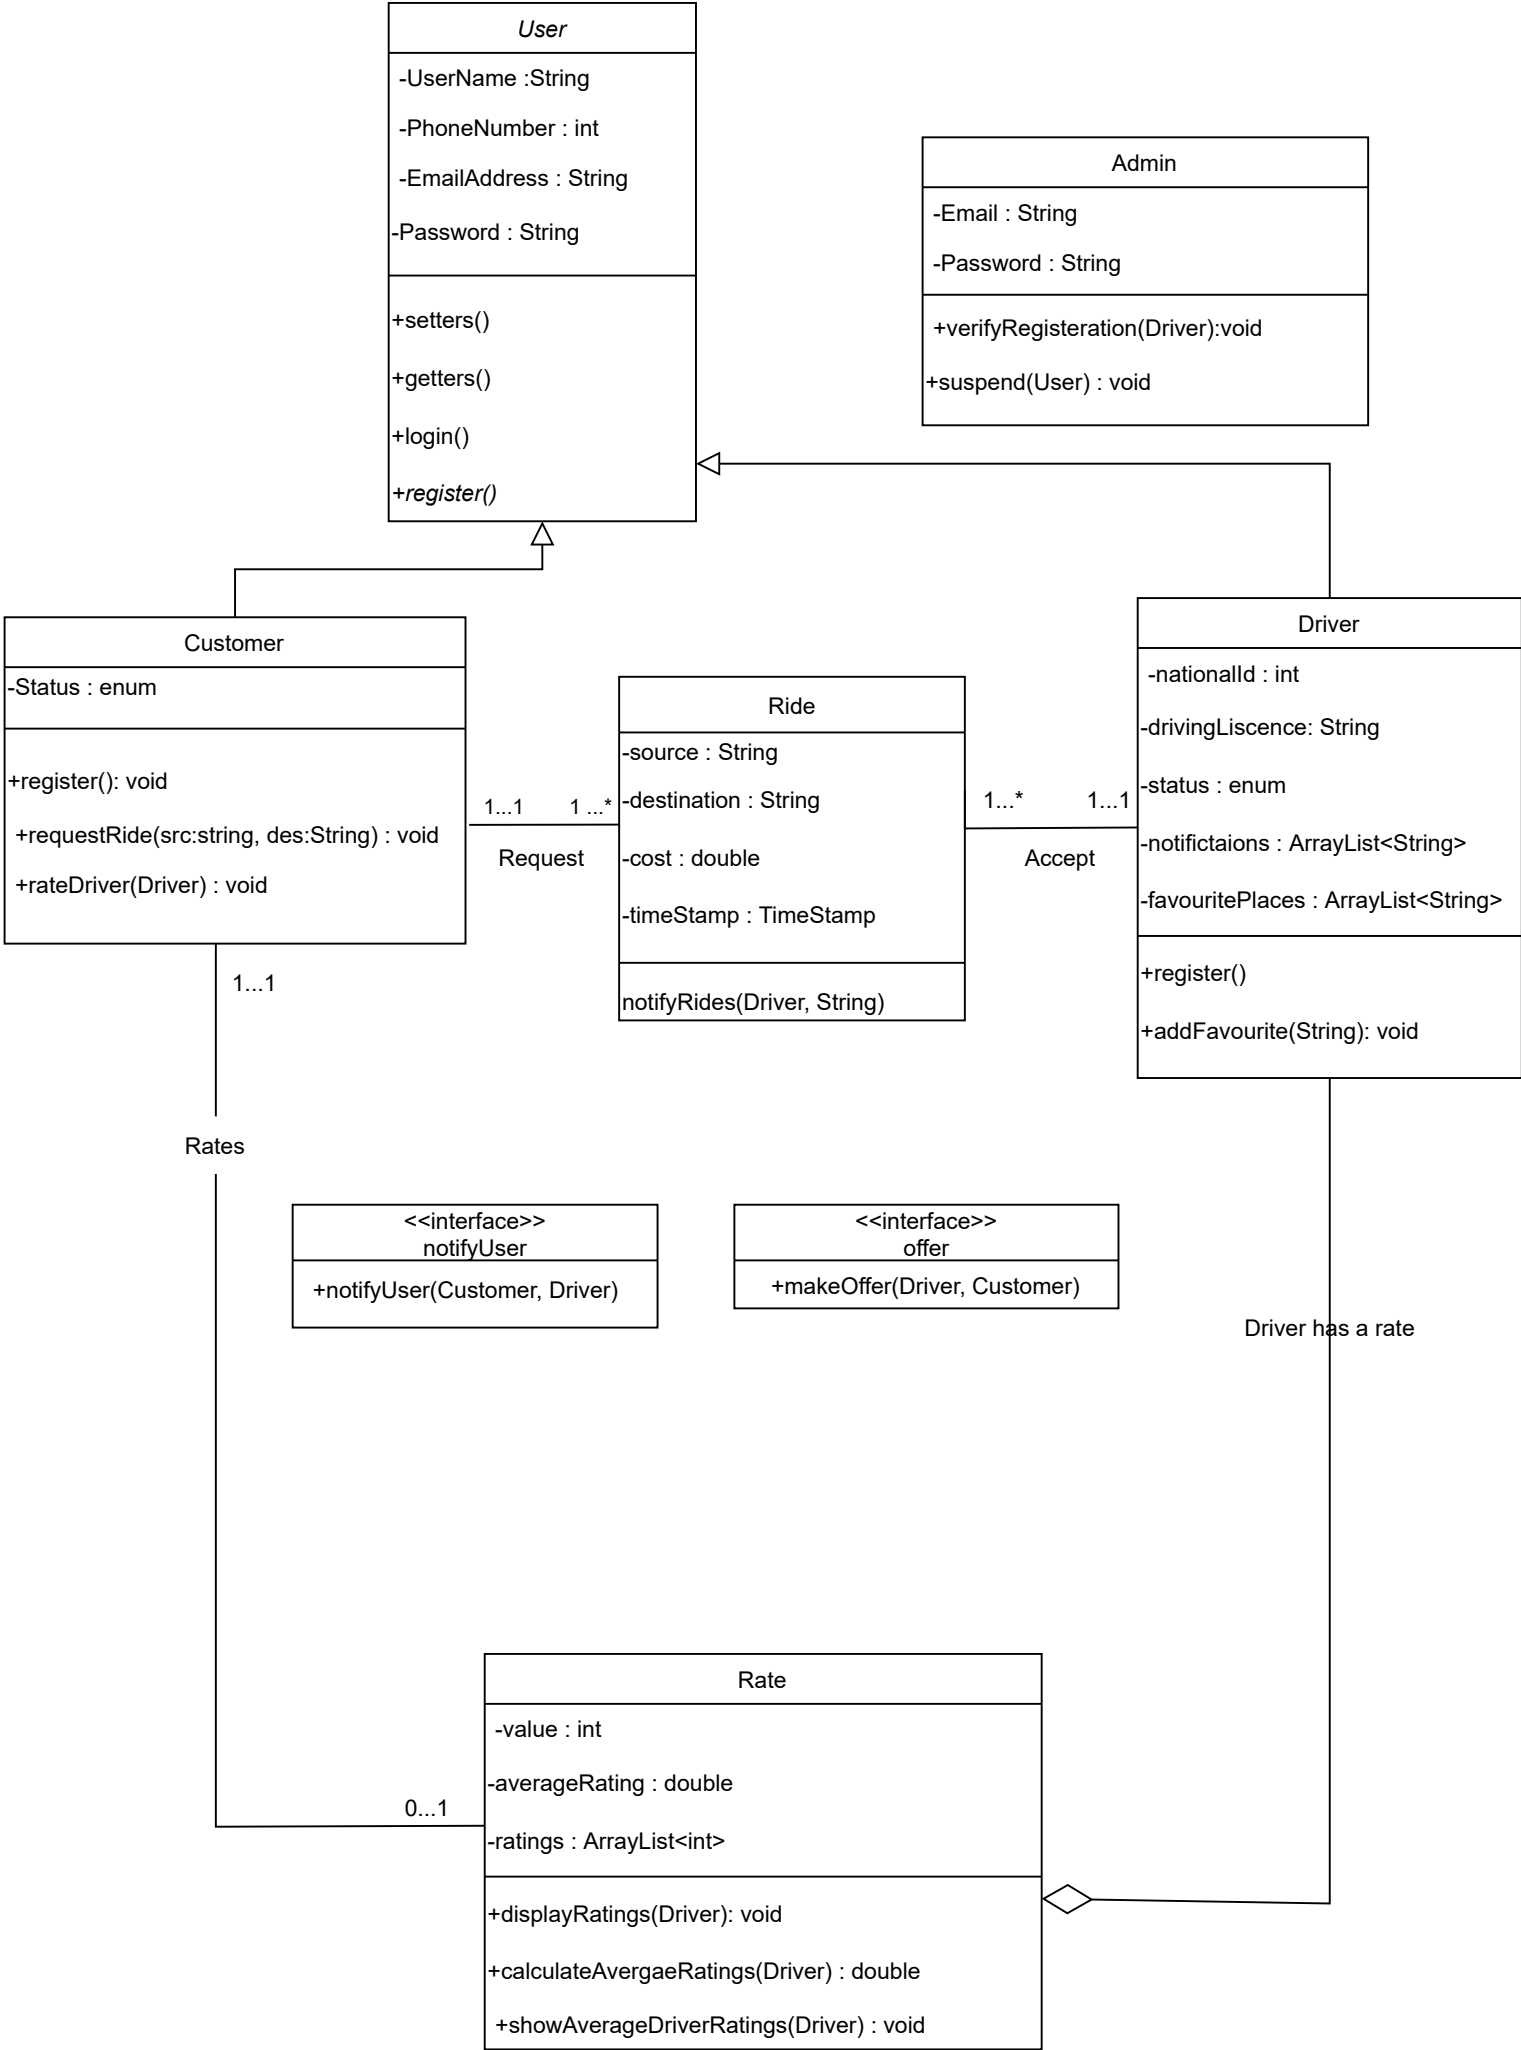 User
-UserName :String
-PhoneNumber : int
-EmailAddress : String
-Password : String
+setters()
+getters()
+login()
+register()
Admin
-Email : String
-Password : String
+verifyRegisteration(Driver):void
+suspend(User) : void
Customer
-Status : enum
+register(): void
+requestRide(src:string, des:String) : void
+rateDriver(Driver) : void
1...1
1 ...*
Request
Ride
-source : String
-destination : String
-cost : double
-timeStamp : TimeStamp
notifyRides(Driver, String)
1...*
1...1
Accept
Driver
-nationalId : int
-drivingLiscence: String
-status : enum
-notifictaions : ArrayList<String>
-favouritePlaces : ArrayList<String>
+register()
+addFavourite(String): void
1...1
Rates
<<interface>>
notifyUser
+notifyUser(Customer, Driver)
<<interface>>
offer
+makeOffer(Driver, Customer)
Driver has a rate
0...1
Rate
-value : int
-averageRating : double
-ratings : ArrayList<int>
+displayRatings(Driver): void
+calculateAvergaeRatings(Driver) : double
+showAverageDriverRatings(Driver) : void